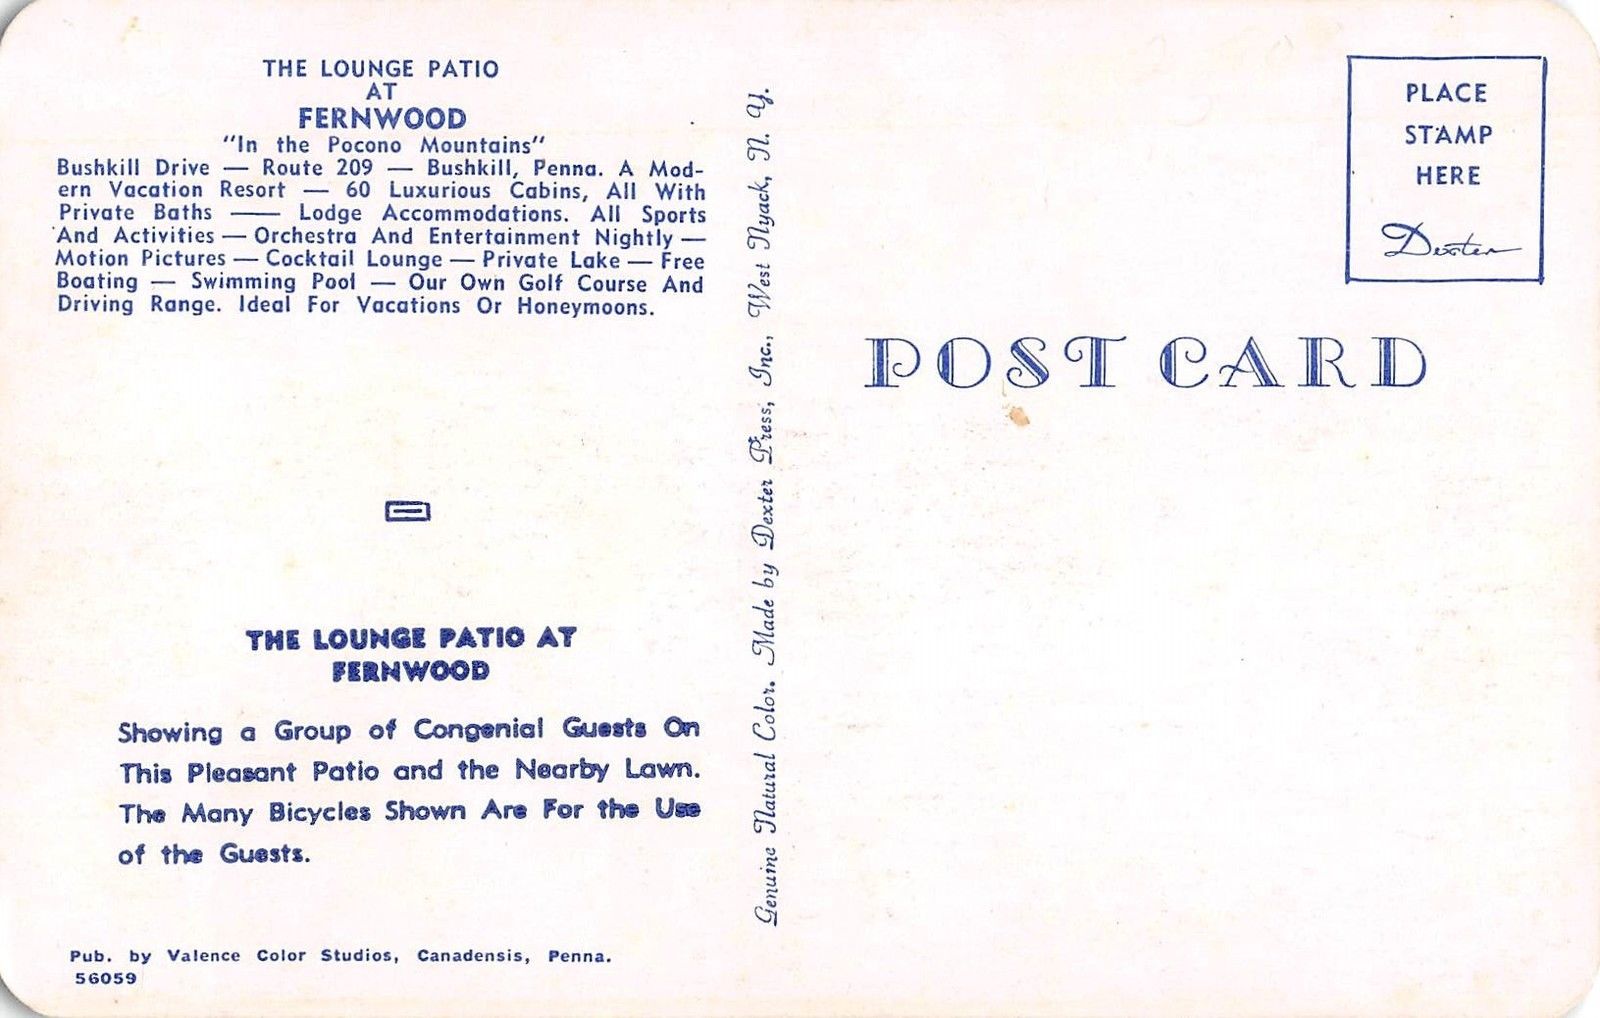 THE LOUNGE PATIO
AT
FERNWOOD
"In the Pocono Mountains"
Bushkill Drive — Route 209 — Bushkill, Penna. A Mod-
ern Vacation Resort — 60 Luxurious Cabins, All With
Private Baths —— Lodge Accommodations. All Sports
And Activities — Orchestra And Entertainment Nightly —
Motion Pictures — Cocktail Lounge — Private Lake — Free
Boating — Swimming Pool — Our Own Golf Course And
Driving Range. Ideal For Vacations Or Honeymoons.
THE LOUNGE PATIO AT
FERNWOOD
Showing a Group of Congenial Guests On
This Pleasant Patio and the Nearby Lawn.
The Many Bicycles Shown Are For the Use
of the Guests.
Pub. by Valence Color Studios, Canadensis, Penna.
56059
Genuine Natural Color. Made by Dexter Press, Inc., West Nyack, N. Y.
PLACE
STAMP
HERE
Dexter
POST CARD